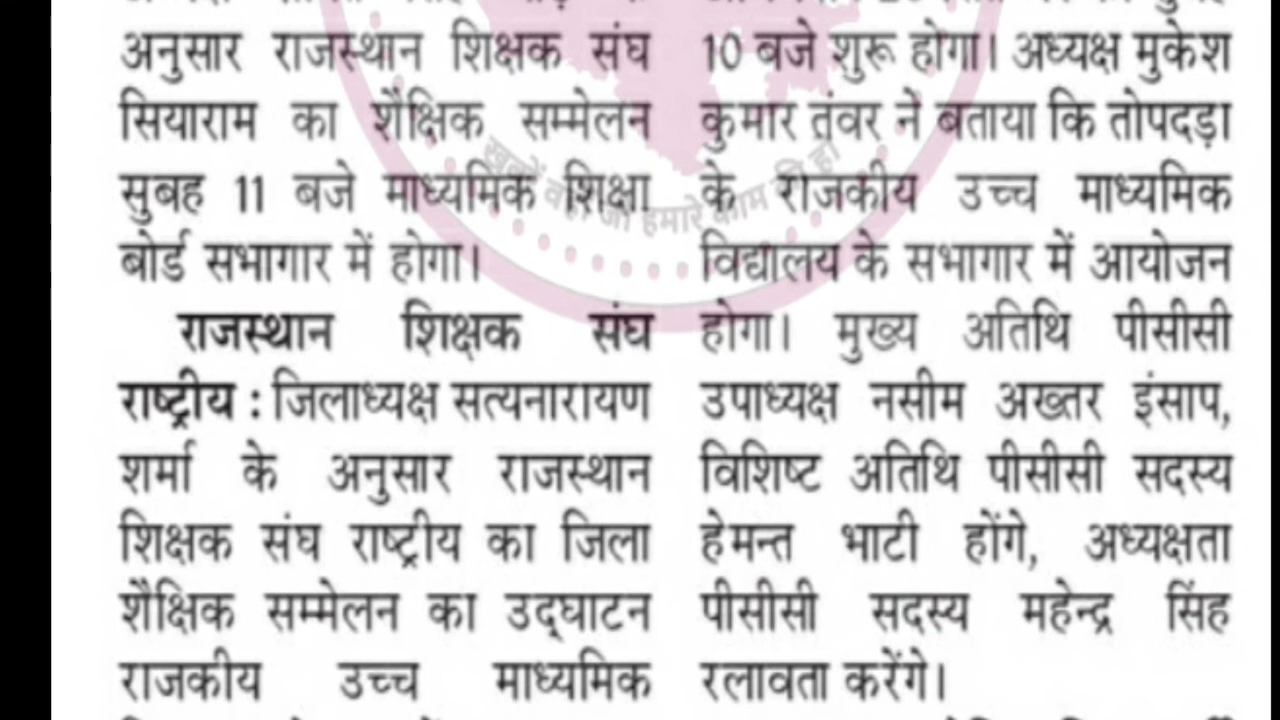 अनुसार राजस्थान शिक्षक संघ
सियाराम का शैक्षिक सम्मेलन
सुबह 11 बजे माध्यमिक शिक्षा
बोर्ड सभागार में होगा।
राजस्थान शिक्षक संघ
राष्ट्रीय : जिलाध्यक्ष सत्यनारायण
शर्मा के अनुसार राजस्थान
शिक्षक संघ राष्ट्रीय का जिला
शैक्षिक सम्मेलन का उद्घाटन
राजकीय उच्च माध्यमिक
10 बजे शुरू होगा। अध्यक्ष मुकेश
कुमार तंवर ने बताया कि तोपदड़ा
के राजकीय उच्च माध्यमिक
विद्यालय के सभागार में आयोजन
होगा। मुख्य अतिथि पीसीसी
उपाध्यक्ष नसीम अख्तर इंसाप,
विशिष्ट अतिथि पीसीसी सदस्य
हेमन्त भाटी होंगे, अध्यक्षता
पीसीसी सदस्य महेन्द्र सिंह
रलावता करेंगे।
खबरें वही जो हमारे काम की हो